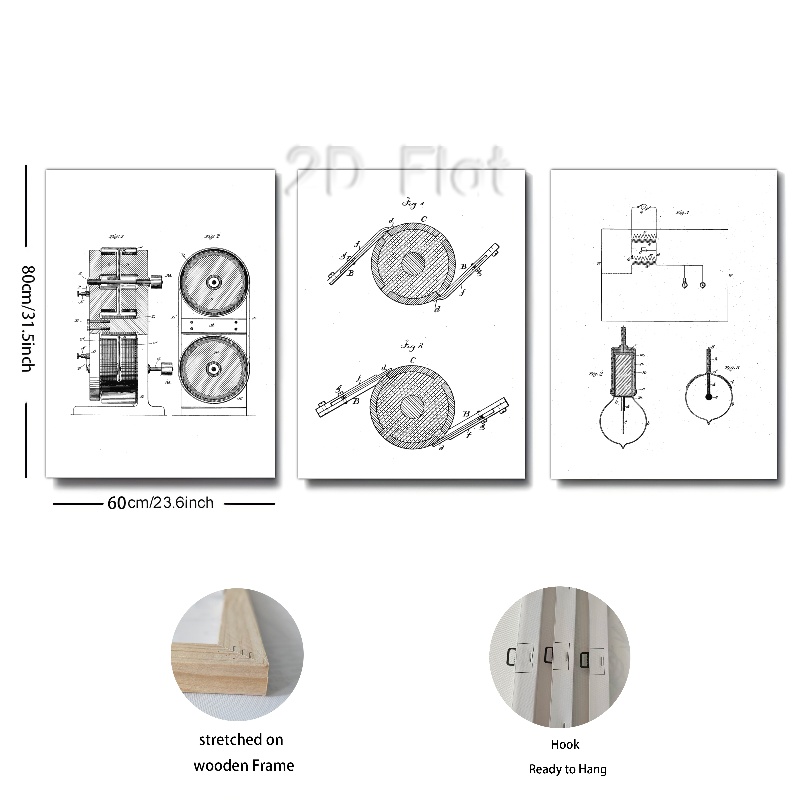 2D Flat
Fig. 1
Fig. 2
Fig 1
d
C
B
B
f
d
Fig 2
C
d
B
B
f
d
Fig. 1
Fig. 2
Fig. 3
80cm/31.5inch
60cm/23.6inch
stretched on
wooden Frame
Hook
Ready to Hang